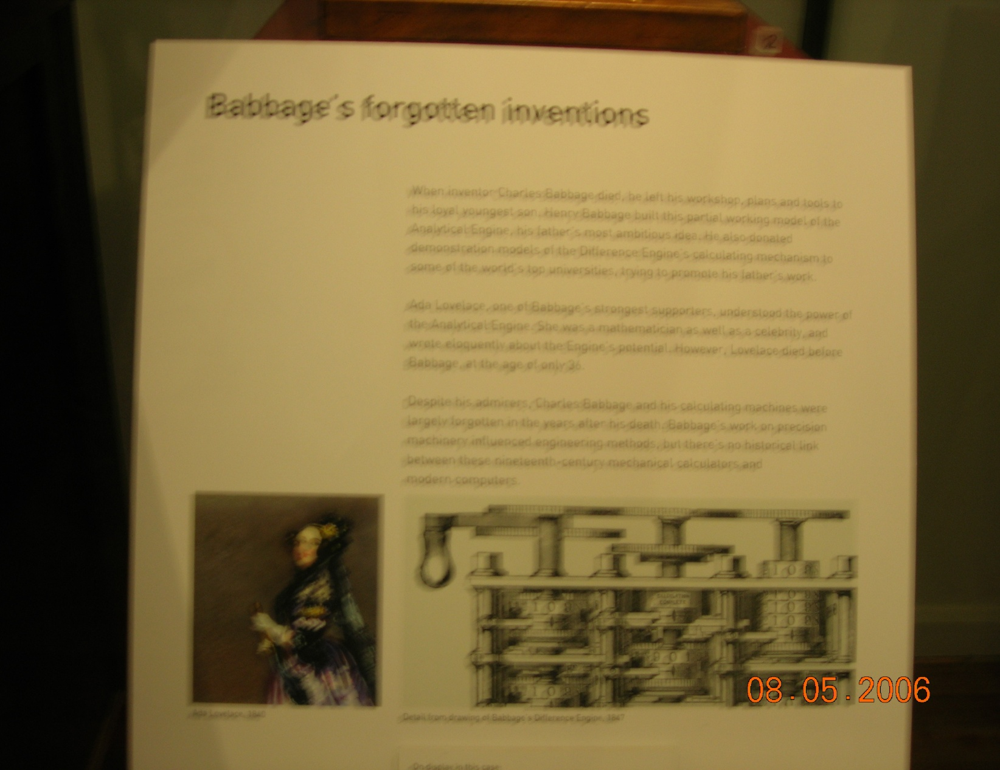 Babbage's forgotten inventions
When inventor Charles Babbage died, he left his workshop, plans and tools to
his loyal youngest son. Henry Babbage built this partial working model of the
Analytical Engine, his father's most ambitious idea. He also donated
demonstration models of the Difference Engine's calculating mechanism to
some of the world's top universities, trying to promote his father's work.
Ada Lovelace, one of Babbage's strongest supporters, understood the power of
the Analytical Engine. She was a mathematician as well as a celebrity, and
wrote eloquently about the Engine's potential. However, Lovelace died before
Babbage, at the age of only 36.
Despite his admirers, Charles Babbage and his calculating machines were
largely forgotten in the years after his death. Babbage's work on precision
machinery influenced engineering methods, but there's no historical link
between these nineteenth-century mechanical calculators and
modern computers.
CALCULATION
COMPLETE
08.05.2006
Ada Lovelace, 1840
Detail from drawing of Babbage's Difference Engine, 1847
On display in this case